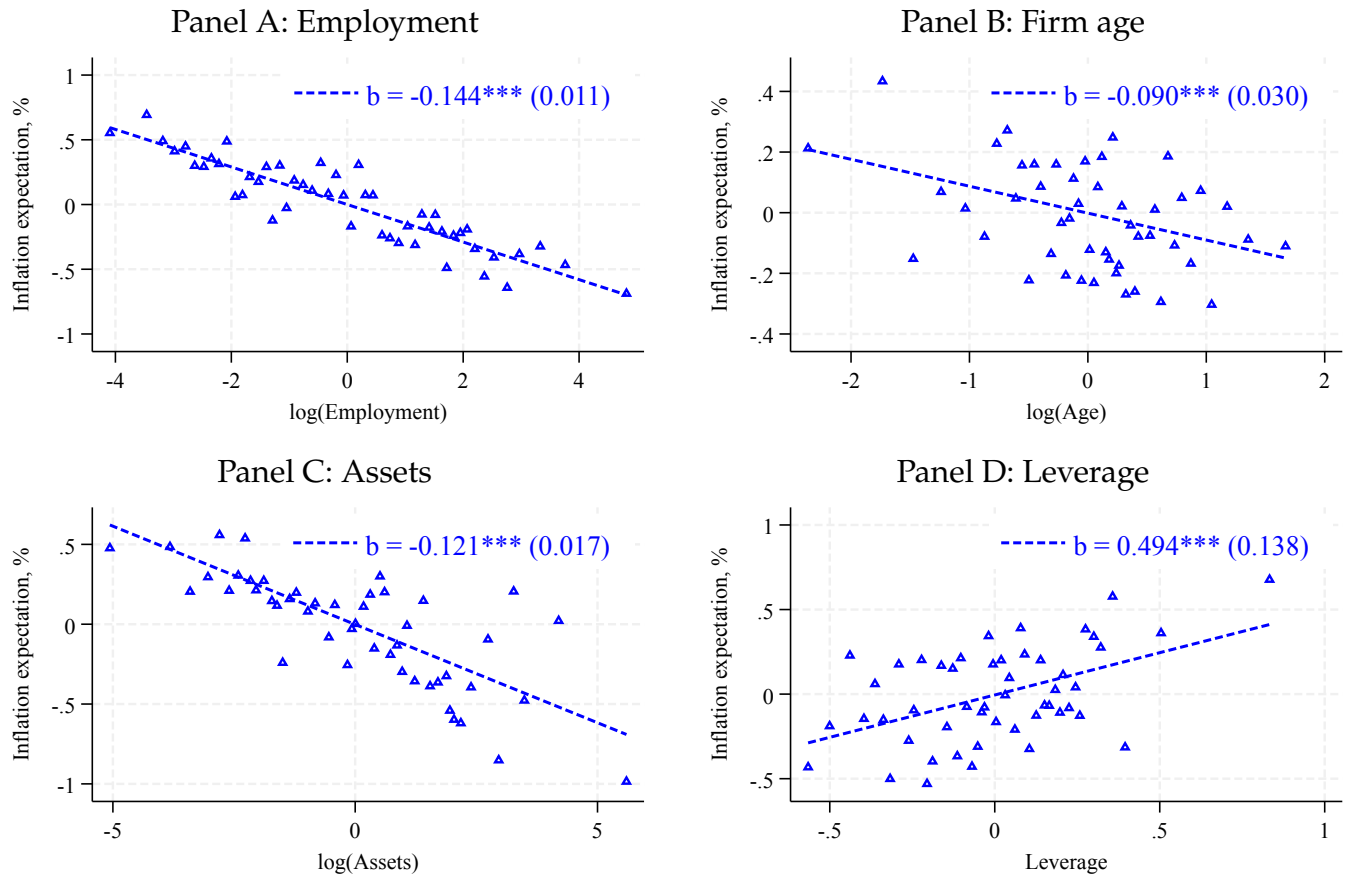 Panel A: Employment
Inflation expectation, %
1
.5
0
-.5
-1
b = -0.144*** (0.011)
-4
-2
0
2
4
log(Employment)
Panel B: Firm age
Inflation expectation, %
.4
.2
0
-.2
-.4
b = -0.090*** (0.030)
-2
-1
0
1
2
log(Age)
Panel C: Assets
Inflation expectation, %
.5
0
-.5
-1
b = -0.121*** (0.017)
-5
0
5
log(Assets)
Panel D: Leverage
Inflation expectation, %
1
.5
0
-.5
b = 0.494*** (0.138)
-.5
0
.5
1
Leverage